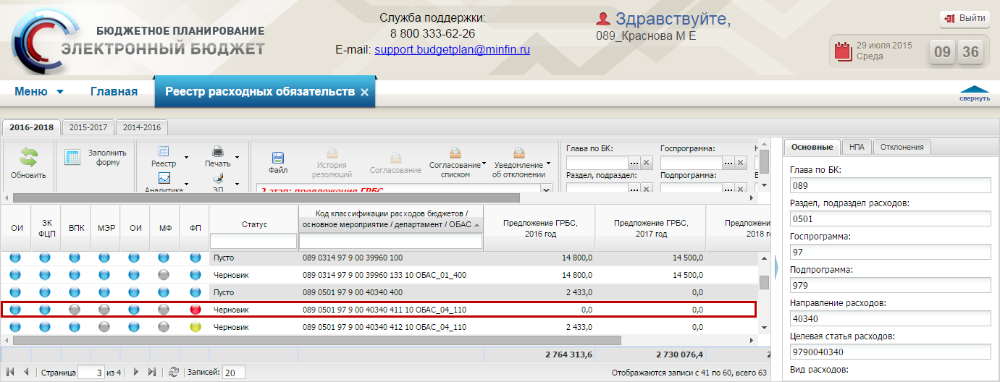 БЮДЖЕТНОЕ ПЛАНИРОВАНИЕ
ЭЛЕКТРОННЫЙ БЮДЖЕТ
Служба поддержки:
8 800 333-62-26
E-mail: support.budgetplan@minfin.ru
Здравствуйте,
089_Краснова М Е
Выйти
29 июля 2015
Среда
09 36
Меню Главная Реестр расходных обязательств
свернуть
2016-2018 2015-2017 2014-2016
Обновить
Заполнить форму
Реестр
Аналитика
Печать
ЭП
Файл
История резолюций
Согласование
Согласование списком
Уведомление об отклонении
2 этап: предложения ГРБС
Глава по БК: Госпрограмма: Н
Раздел, подраздел: Подпрограмма: В
ОИ ЗК ФЦП ВПК МЭР ОИ МФ ФП Статус
Код классификации расходов бюджетов /
основное мероприятие / департамент / ОБАС
Предложение ГРБС, 2016 год
Предложение ГРБС, 2017 год
Предложен
2018 го
Пусто 089 0314 97 9 00 39960 100 14 800,0 14 500,0
Черновик 089 0314 97 9 00 39960 133 10 ОБАС_01_400 14 800,0 14 500,0
Пусто 089 0501 97 9 00 40340 400 2 433,0 0,0
Черновик 089 0501 97 9 00 40340 411 10 ОБАС_04_110 0,0 0,0
Черновик 089 0501 97 9 00 40340 412 10 ОБАС_04_110 2 433,0 0,0
2 764 313,6 2 730 076,4 2
Страница 3 из 4 Записей: 20 Отображаются записи с 41 по 60, всего 63
Основные НПА Отклонения
Глава по БК:
089
Раздел, подраздел расходов:
0501
Госпрограмма:
97
Подпрограмма:
979
Направление расходов:
40340
Целевая статья расходов:
9790040340
Вид расходов: